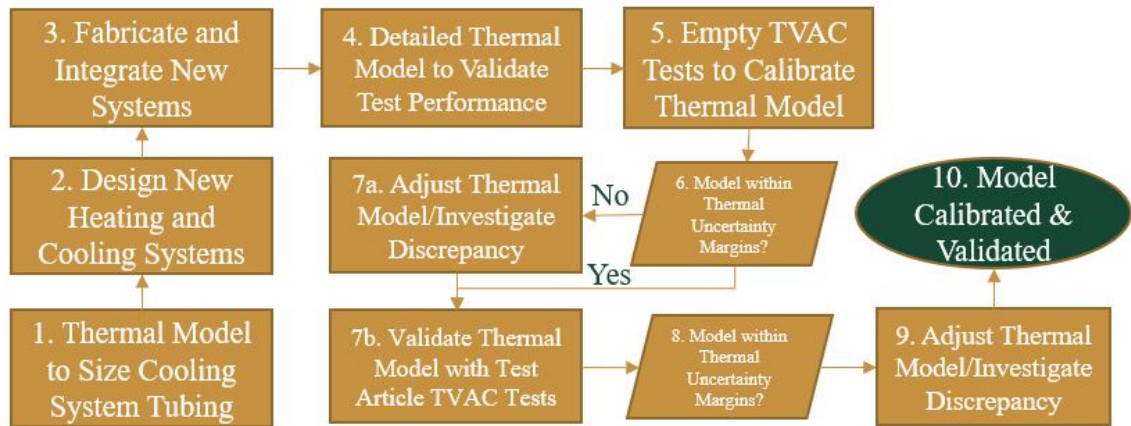 3. Fabricate and
Integrate New
Systems
4. Detailed Thermal
Model to Validate
Test Performance
5. Empty TVAC
Tests to Calibrate
Thermal Model
2. Design New
Heating and
Cooling Systems
7a. Adjust Thermal
Model/Investigate
Discrepancy
No
6. Model within
Thermal
Uncertainty
Margins?
Yes
10. Model
Calibrated &
Validated
1. Thermal Model
to Size Cooling
System Tubing
7b. Validate Thermal
Model with Test
Article TVAC Tests
8. Model within
Thermal
Uncertainty
Margins?
9. Adjust Thermal
Model/Investigate
Discrepancy